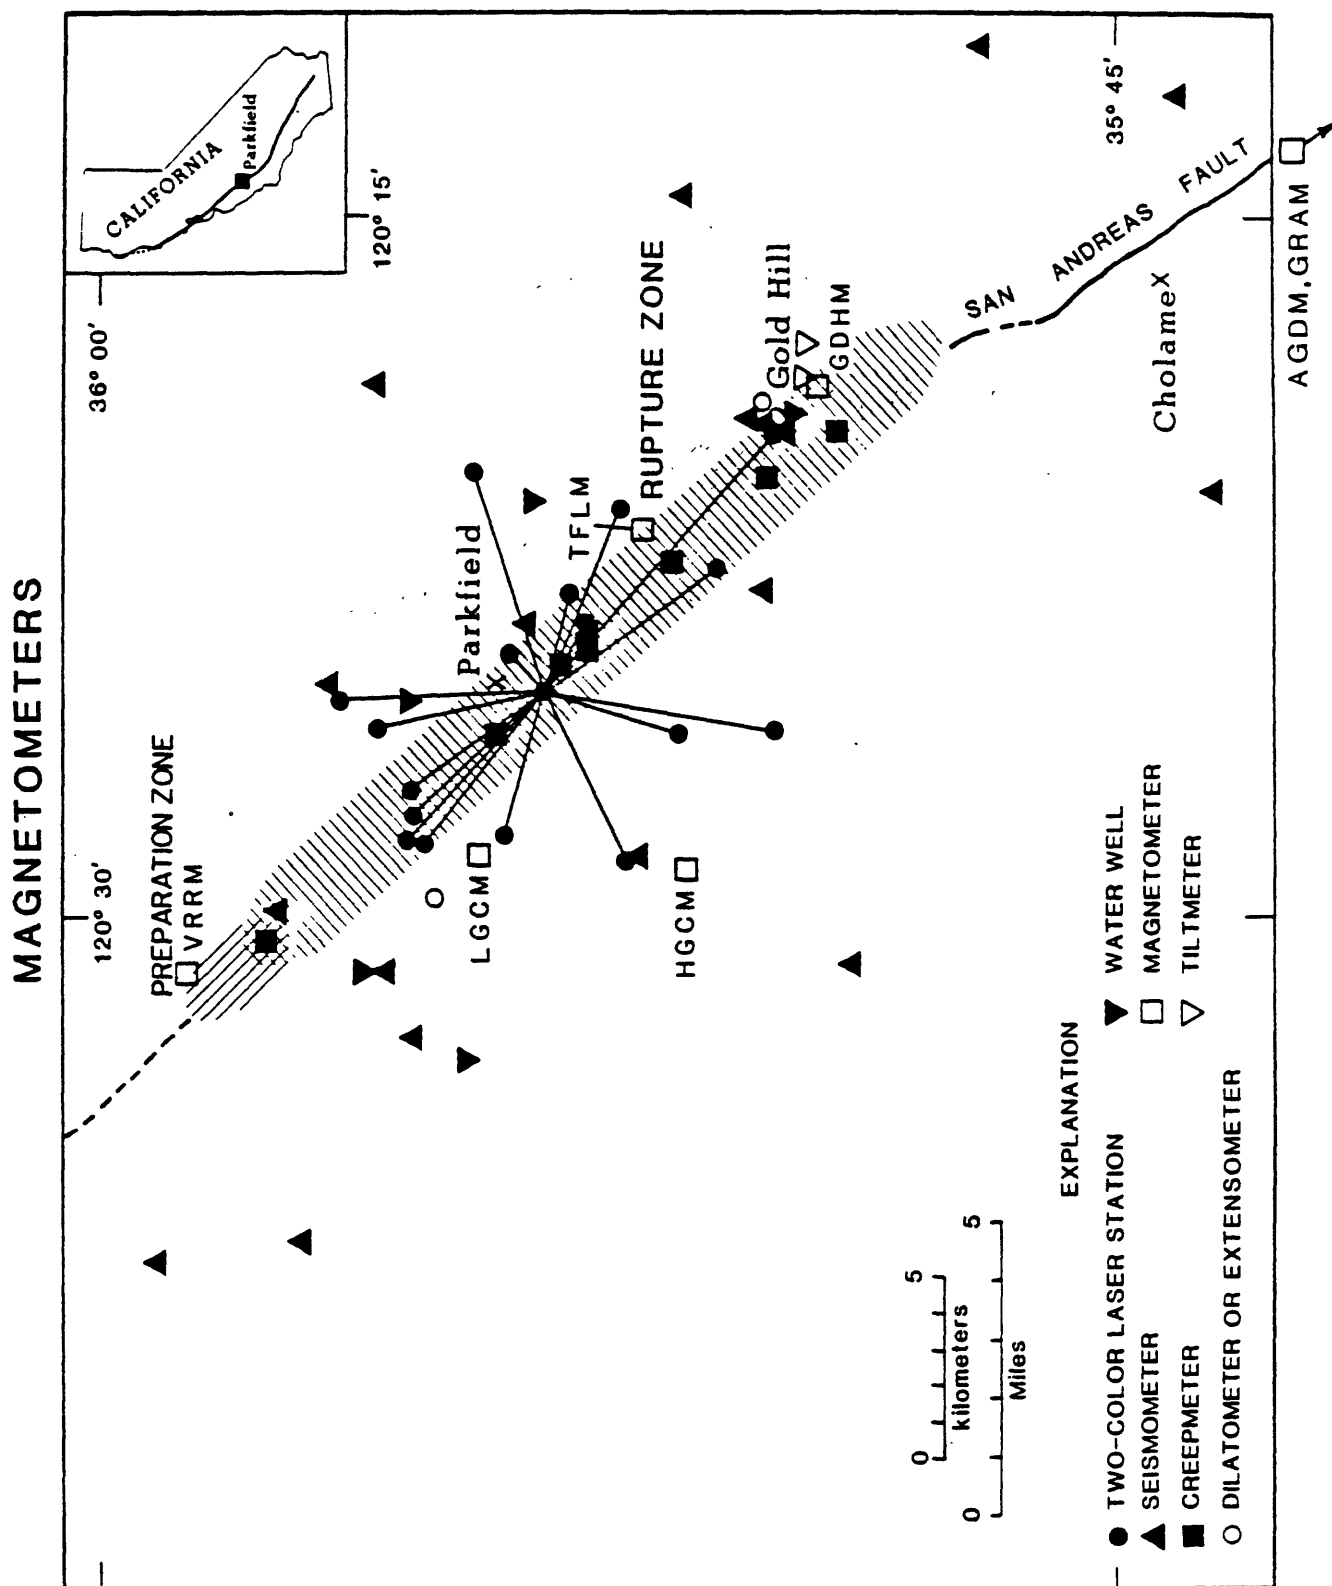 MAGNETOMETERS
CALIFORNIA
Parkfield
36° 00'
120° 15'
120° 30'
35° 45'
PREPARATION ZONE
VRRM
Parkfield
TFLM
RUPTURE ZONE
Gold Hill
GDHM
LGCM
HGCM
SAN ANDREAS FAULT
Cholame
AGDM, GRAM
0 5
kilometers
0 5
Miles
EXPLANATION
TWO-COLOR LASER STATION
SEISMOMETER
CREEPMETER
DILATOMETER OR EXTENSOMETER
WATER WELL
MAGNETOMETER
TILTMETER